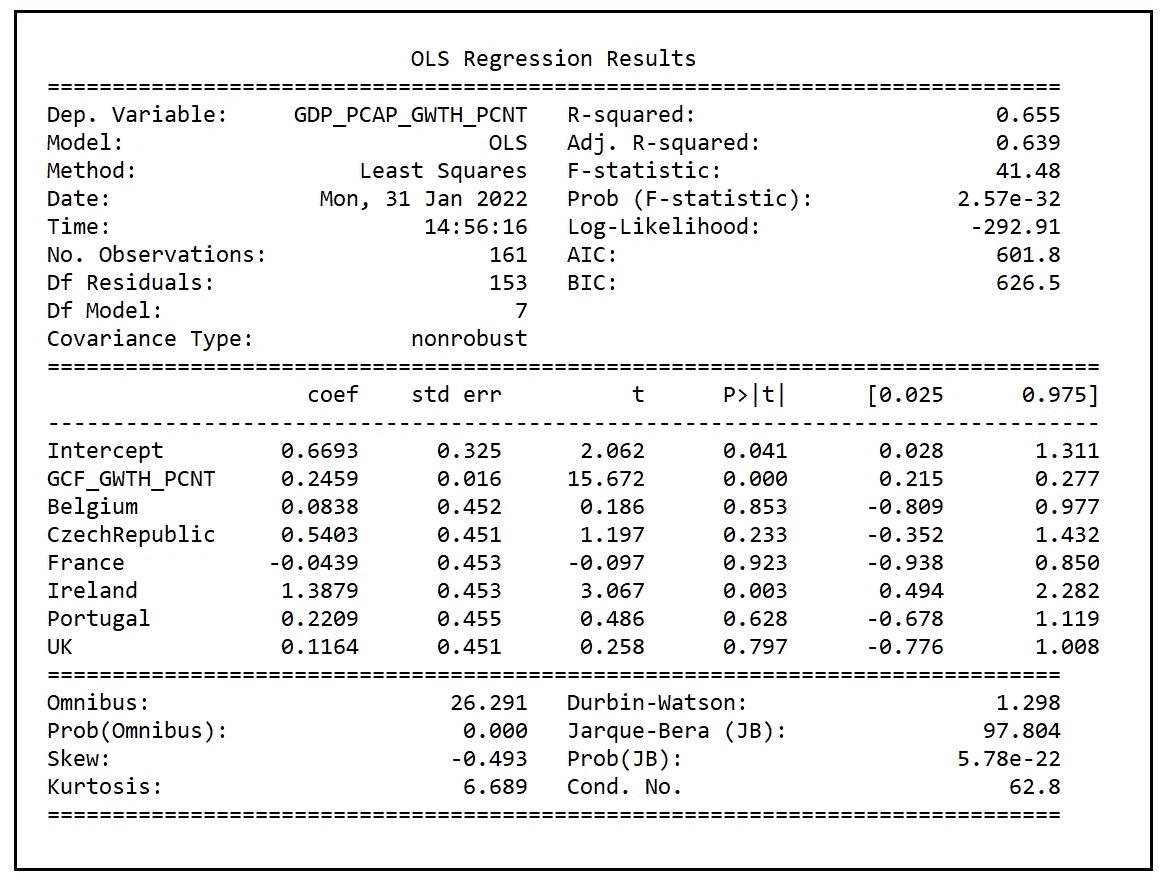 OLS Regression Results
==============================================================================
Dep. Variable: GDP_PCAP_GWTH_PCNT R-squared: 0.655
Model: OLS Adj. R-squared: 0.639
Method: Least Squares F-statistic: 41.48
Date: Mon, 31 Jan 2022 Prob (F-statistic): 2.57e-32
Time: 14:56:16 Log-Likelihood: -292.91
No. Observations: 161 AIC: 601.8
Df Residuals: 153 BIC: 626.5
Df Model: 7
Covariance Type: nonrobust
=================================================================================
coef std err t P>|t| [0.025 0.975]
---------------------------------------------------------------------------------
Intercept 0.6693 0.325 2.062 0.041 0.028 1.311
GCF_GWTH_PCNT 0.2459 0.016 15.672 0.000 0.215 0.277
Belgium 0.0838 0.452 0.186 0.853 -0.809 0.977
CzechRepublic 0.5403 0.451 1.197 0.233 -0.352 1.432
France -0.0439 0.453 -0.097 0.923 -0.938 0.850
Ireland 1.3879 0.453 3.067 0.003 0.494 2.282
Portugal 0.2209 0.455 0.486 0.628 -0.678 1.119
UK 0.1164 0.451 0.258 0.797 -0.776 1.008
==============================================================================
Omnibus: 26.291 Durbin-Watson: 1.298
Prob(Omnibus): 0.000 Jarque-Bera (JB): 97.804
Skew: -0.493 Prob(JB): 5.78e-22
Kurtosis: 6.689 Cond. No. 62.8
==============================================================================